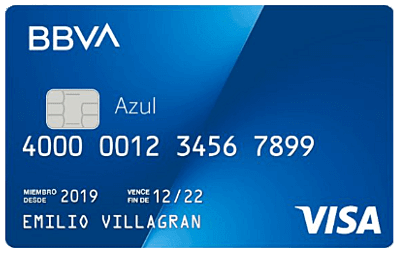 BBVA
Azul
4000 0012 3456 7899
MIEMBRO DESDE 2019 VENCE FIN DE 12/22
EMILIO VILLAGRAN
VISA